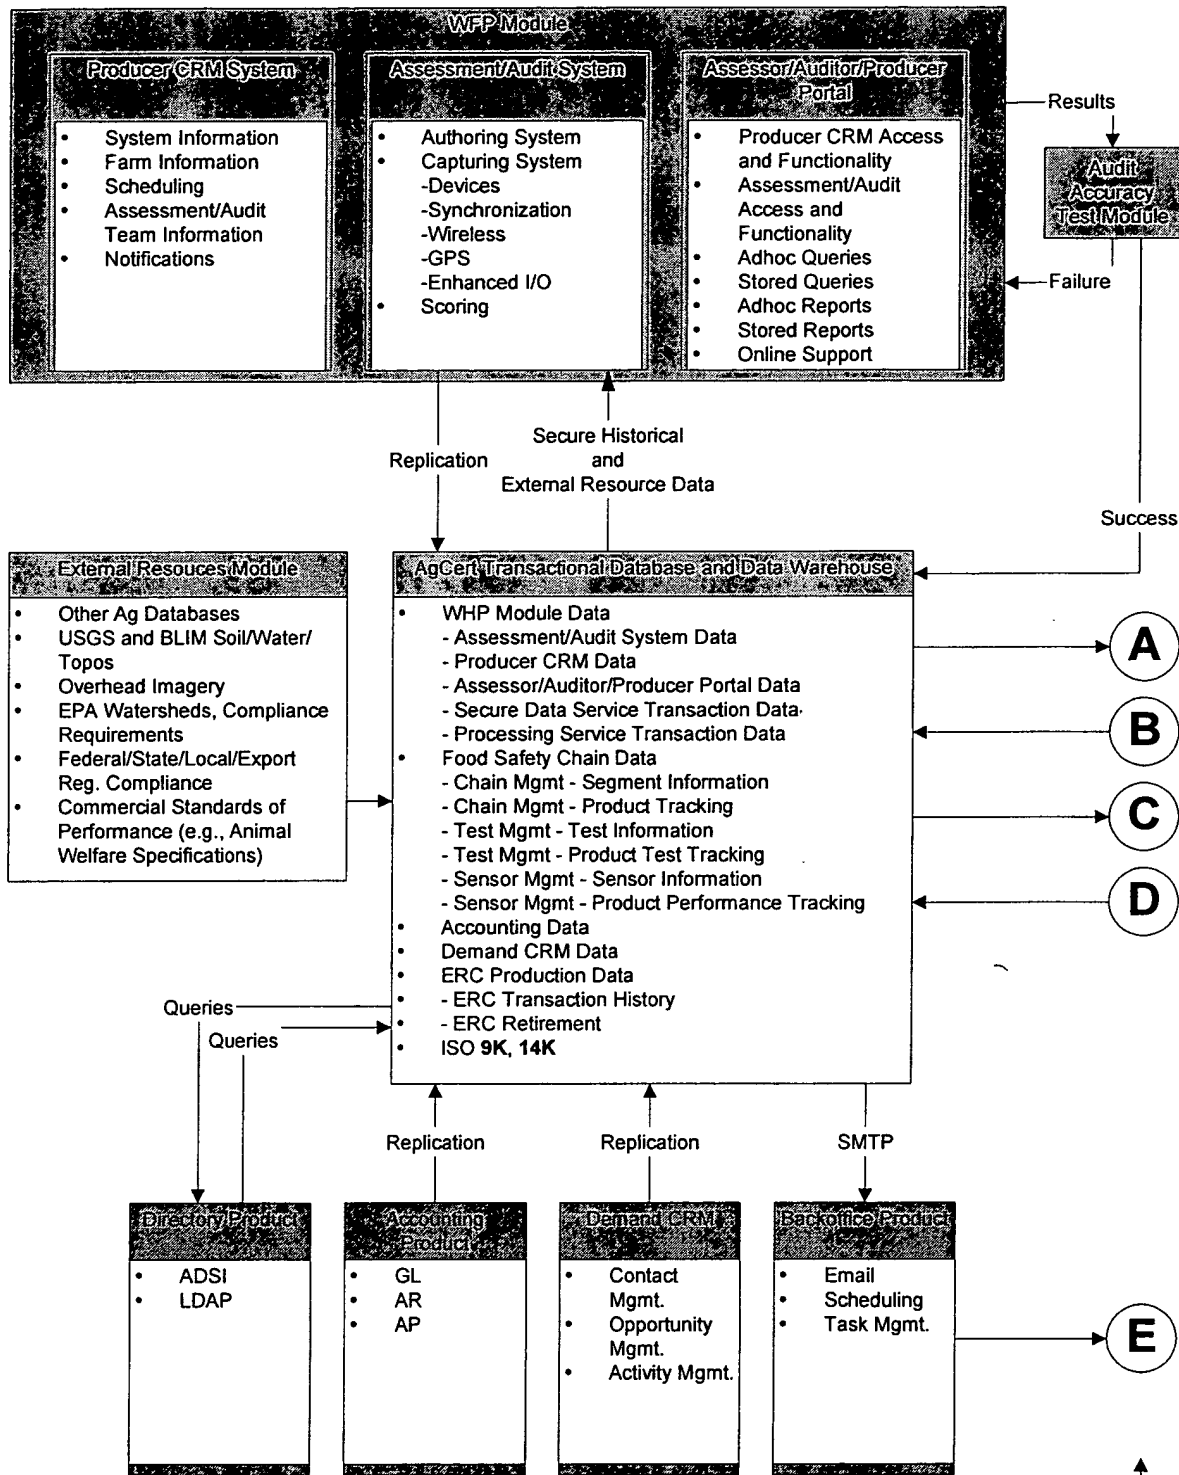 WFP Module
Producer CRM System
• System Information
• Farm Information
• Scheduling
• Assessment/Audit
Team Information
• Notifications
Assessment/Audit System
• Authoring System
• Capturing System
-Devices
-Synchronization
-Wireless
-GPS
-Enhanced I/O
• Scoring
Assessor/Auditor/Producer
Portal
• Producer CRM Access
and Functionality
• Assessment/Audit
Access and
Functionality
• Adhoc Queries
• Stored Queries
• Adhoc Reports
• Stored Reports
• Online Support
Results
Audit
Accuracy
Test Module
Failure
Success
Replication
Secure Historical
and
External Resource Data
External Resouces Module
• Other Ag Databases
• USGS and BLIM Soil/Water/
Topos
• Overhead Imagery
• EPA Watersheds, Compliance
Requirements
• Federal/State/Local/Export
Reg. Compliance
• Commercial Standards of
Performance (e.g., Animal
Welfare Specifications)
AgCert Transactional Database and Data Warehouse
• WHP Module Data
- Assessment/Audit System Data
- Producer CRM Data
- Assessor/Auditor/Producer Portal Data
- Secure Data Service Transaction Data
- Processing Service Transaction Data
• Food Safety Chain Data
- Chain Mgmt - Segment Information
- Chain Mgmt - Product Tracking
- Test Mgmt - Test Information
- Test Mgmt - Product Test Tracking
- Sensor Mgmt - Sensor Information
- Sensor Mgmt - Product Performance Tracking
• Accounting Data
• Demand CRM Data
• ERC Production Data
• - ERC Transaction History
• - ERC Retirement
• ISO 9K, 14K
A
B
C
D
Queries
Queries
Replication
Replication
SMTP
Directory Product
• ADSI
• LDAP
Accounting
Product
• GL
• AR
• AP
Demand CRM
• Contact
Mgmt.
• Opportunity
Mgmt.
• Activity Mgmt.
Backoffice Product
• Email
• Scheduling
• Task Mgmt.
E